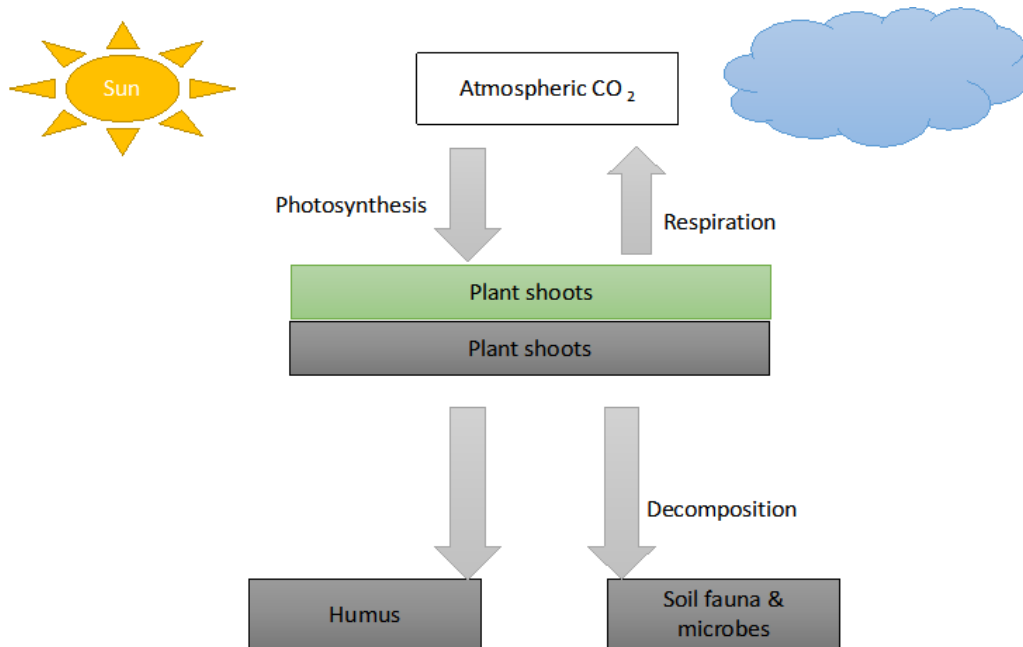 Sun
Atmospheric CO 2
Photosynthesis
Respiration
Plant shoots
Plant shoots
Decomposition
Humus
Soil fauna &
microbes